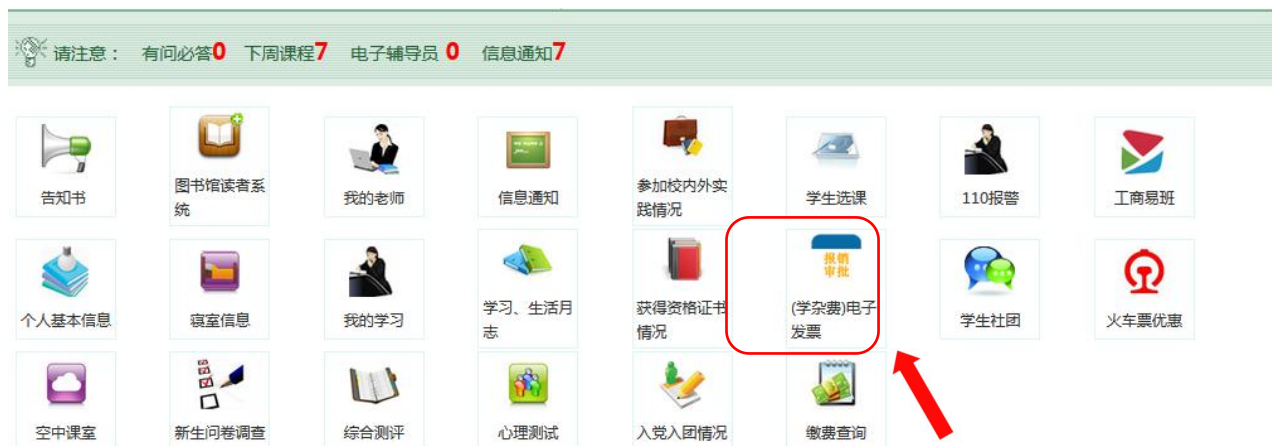 请注意： 有问必答0 下周课程7 电子辅导员 0 信息通知7
告知书
图书馆读者系
统
我的老师
信息通知
参加校内外实
践情况
学生选课
110报警
工商易班
个人基本信息
寝室信息
我的学习
学习、生活月
志
获得资格证书
情况
报销
审批
(学杂费)电子
发票
学生社团
火车票优惠
空中课室
新生问卷调查
综合测评
心理测试
入党入团情况
缴费查询